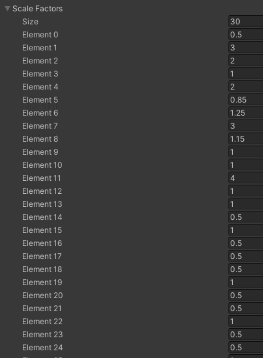 Scale Factors
Size 30
Element 0 0.5
Element 1 3
Element 2 2
Element 3 1
Element 4 2
Element 5 0.85
Element 6 1.25
Element 7 3
Element 8 1.15
Element 9 1
Element 10 1
Element 11 4
Element 12 1
Element 13 1
Element 14 0.5
Element 15 1
Element 16 0.5
Element 17 0.5
Element 18 0.5
Element 19 1
Element 20 0.5
Element 21 0.5
Element 22 1
Element 23 0.5
Element 24 0.5